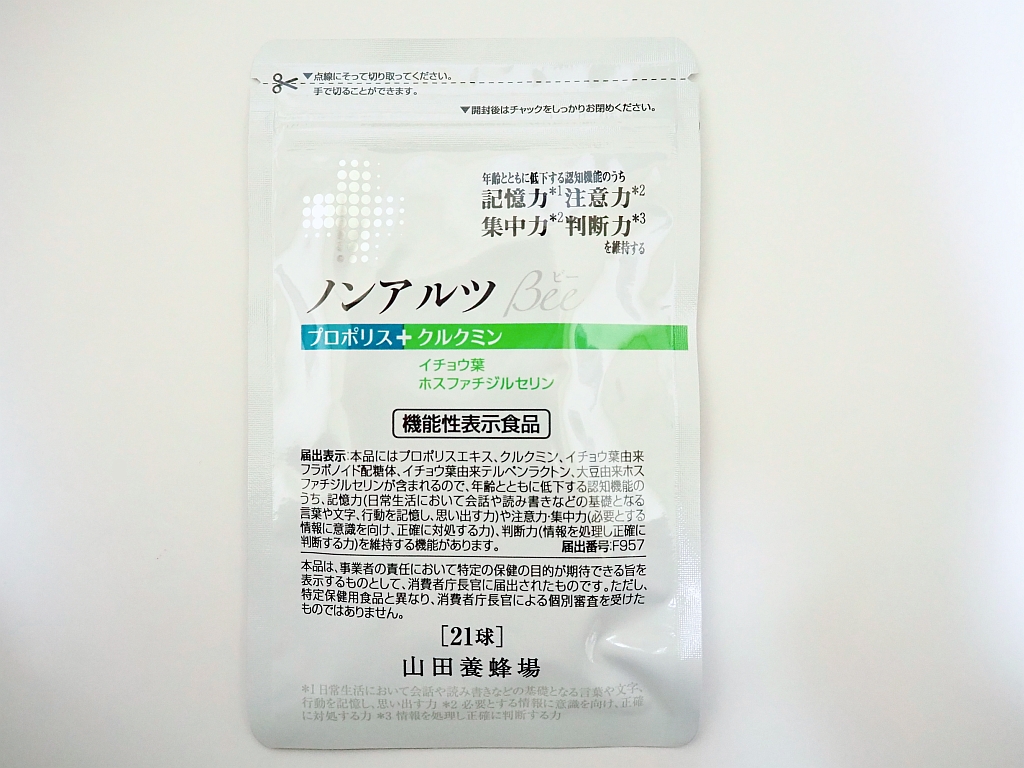 ▼点線にそって切り取ってください。
手で切ることができます。
▼開封後はチャックをしっかりお閉めください。
年齢とともに低下する認知機能のうち
記憶力*1注意力*2
集中力*2判断力*3
を維持する
ノンアルツ Bee ビー
プロポリス+クルクミン
イチョウ葉
ホスファチジルセリン
機能性表示食品
届出表示:本品にはプロポリスエキス、クルクミン、イチョウ葉由来
フラボノイド配糖体、イチョウ葉由来テルペンラクトン、大豆由来ホス
ファチジルセリンが含まれるので、年齢とともに低下する認知機能の
うち、記憶力(日常生活において会話や読み書きなどの基礎となる
言葉や文字、行動を記憶し、思い出す力)や注意力・集中力(必要とする
情報に意識を向け、正確に対処する力)、判断力(情報を処理し正確に
判断する力)を維持する機能があります。 届出番号:F957
本品は、事業者の責任において特定の保健の目的が期待できる旨を
表示するものとして、消費者庁長官に届出されたものです。ただし、
特定保健用食品と異なり、消費者庁長官による個別審査を受けた
ものではありません。
[21球]
山田養蜂場
*1 日常生活において会話や読み書きなどの基礎となる言葉や文字、
行動を記憶し、思い出す力 *2 必要とする情報に意識を向け、正確
に対処する力 *3 情報を処理し正確に判断する力